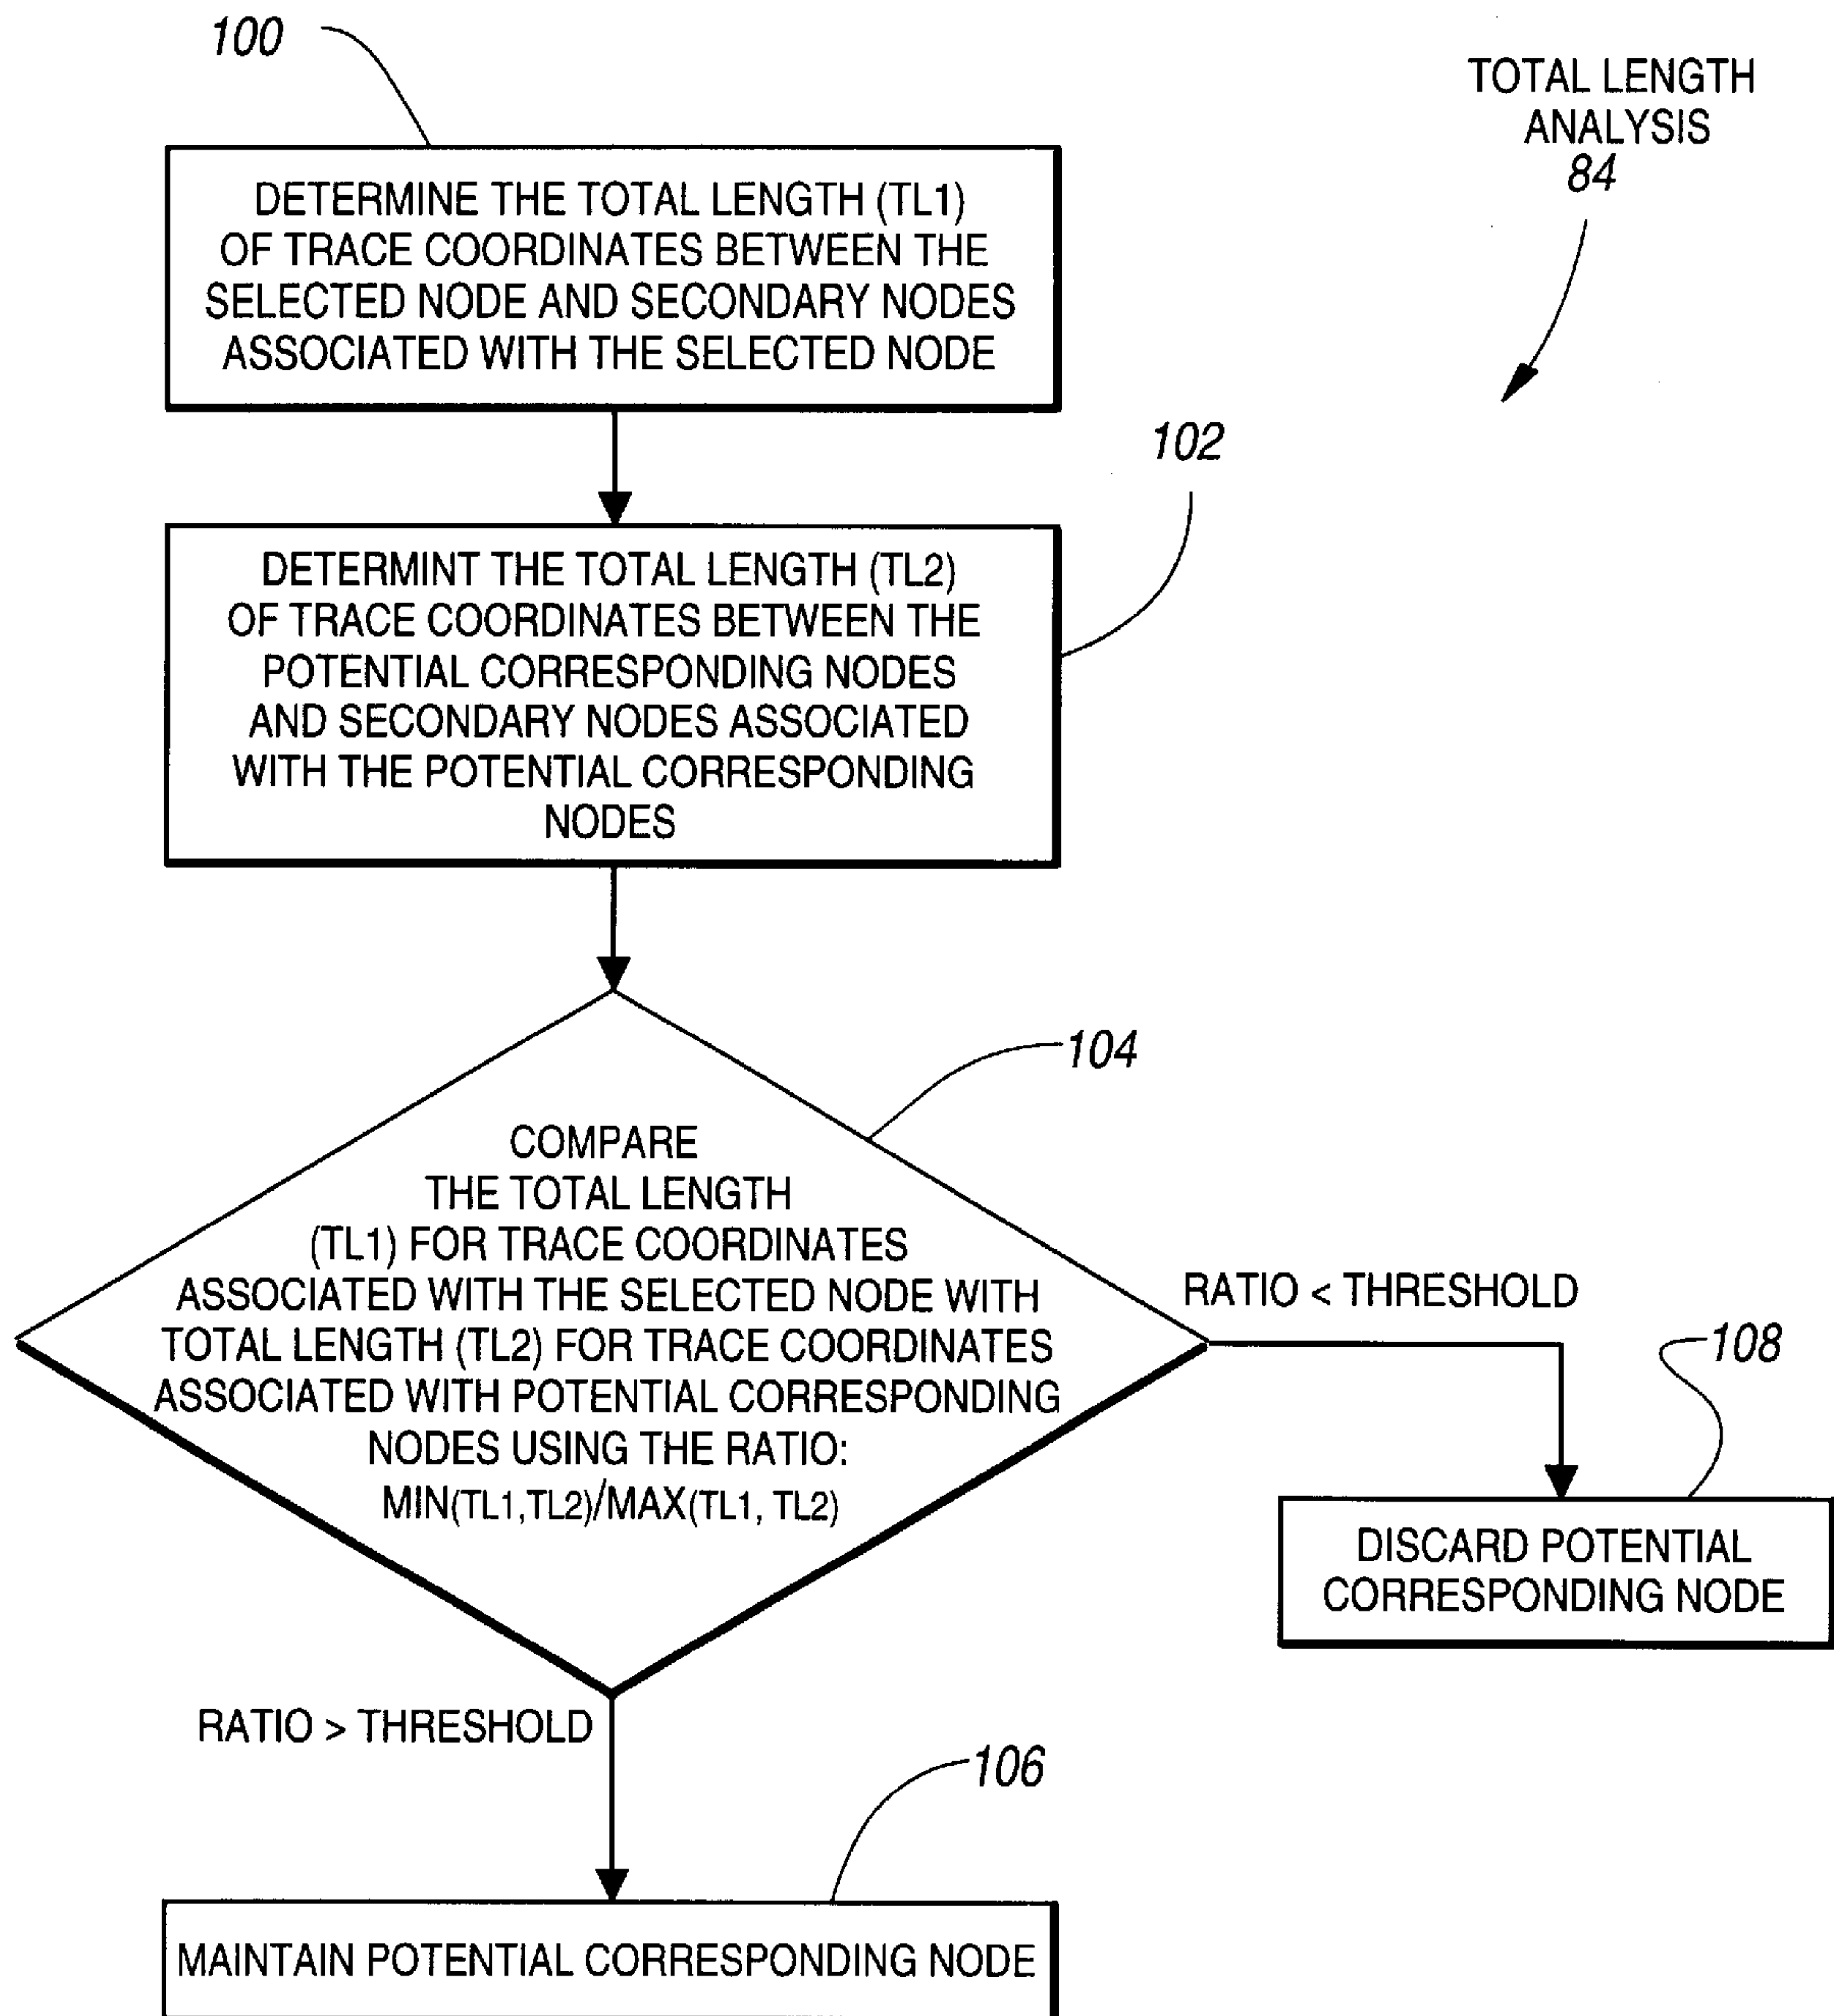 100
TOTAL LENGTH
ANALYSIS
84
DETERMINE THE TOTAL LENGTH (TL1)
OF TRACE COORDINATES BETWEEN THE
SELECTED NODE AND SECONDARY NODES
ASSOCIATED WITH THE SELECTED NODE
102
DETERMINT THE TOTAL LENGTH (TL2)
OF TRACE COORDINATES BETWEEN THE
POTENTIAL CORRESPONDING NODES
AND SECONDARY NODES ASSOCIATED
WITH THE POTENTIAL CORRESPONDING
NODES
104
COMPARE
THE TOTAL LENGTH
(TL1) FOR TRACE COORDINATES
ASSOCIATED WITH THE SELECTED NODE WITH
TOTAL LENGTH (TL2) FOR TRACE COORDINATES
ASSOCIATED WITH POTENTIAL CORRESPONDING
NODES USING THE RATIO:
MIN(TL1,TL2)/MAX(TL1, TL2)
RATIO < THRESHOLD
108
DISCARD POTENTIAL
CORRESPONDING NODE
RATIO > THRESHOLD
106
MAINTAIN POTENTIAL CORRESPONDING NODE